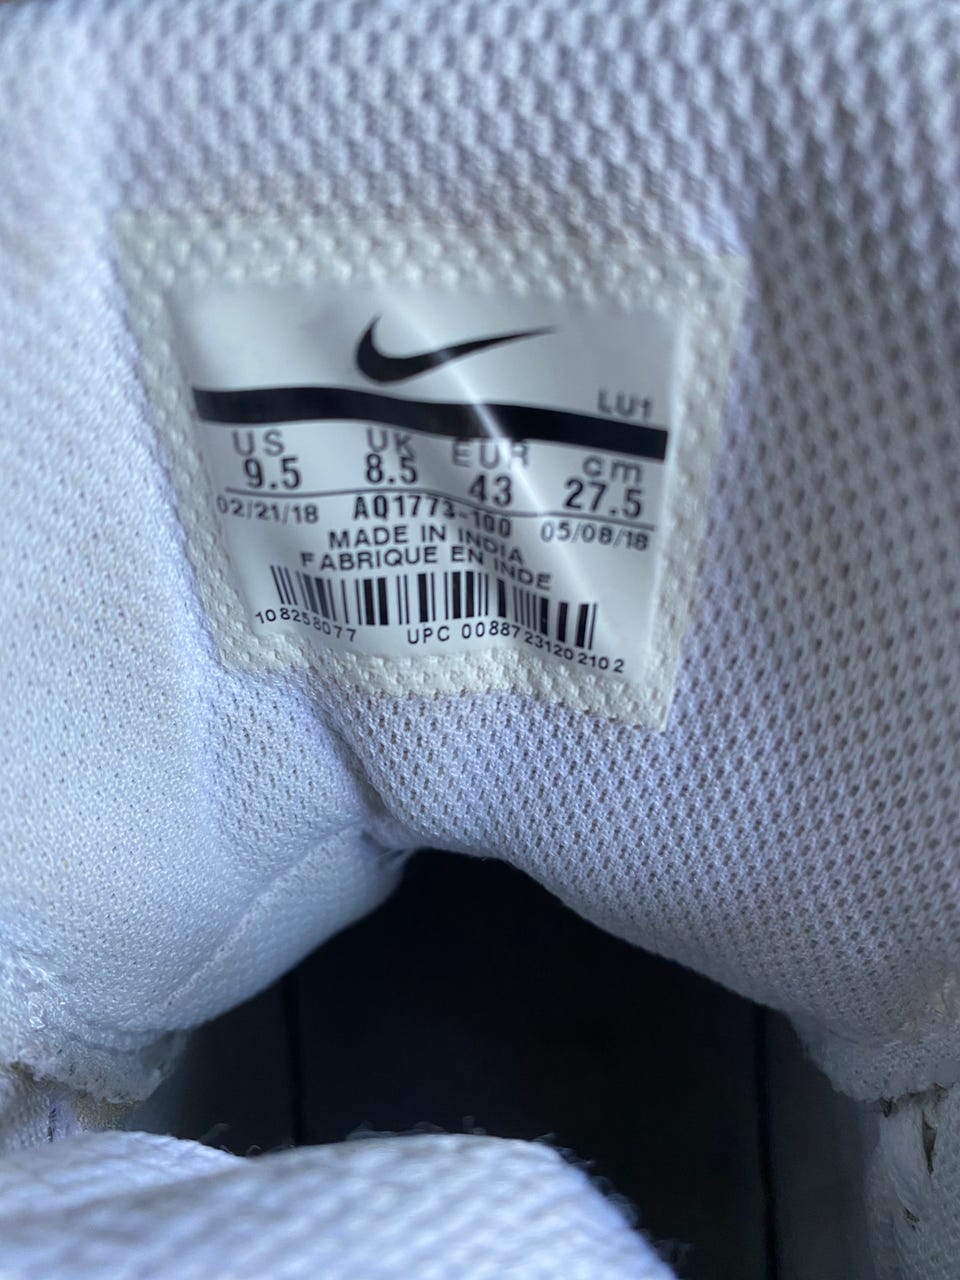 LU1
US UK EUR cm
9.5 8.5 43 27.5
02/21/18 AQ1773-100 05/08/18
MADE IN INDIA
FABRIQUE EN INDE
108258077 UPC 00887231202102